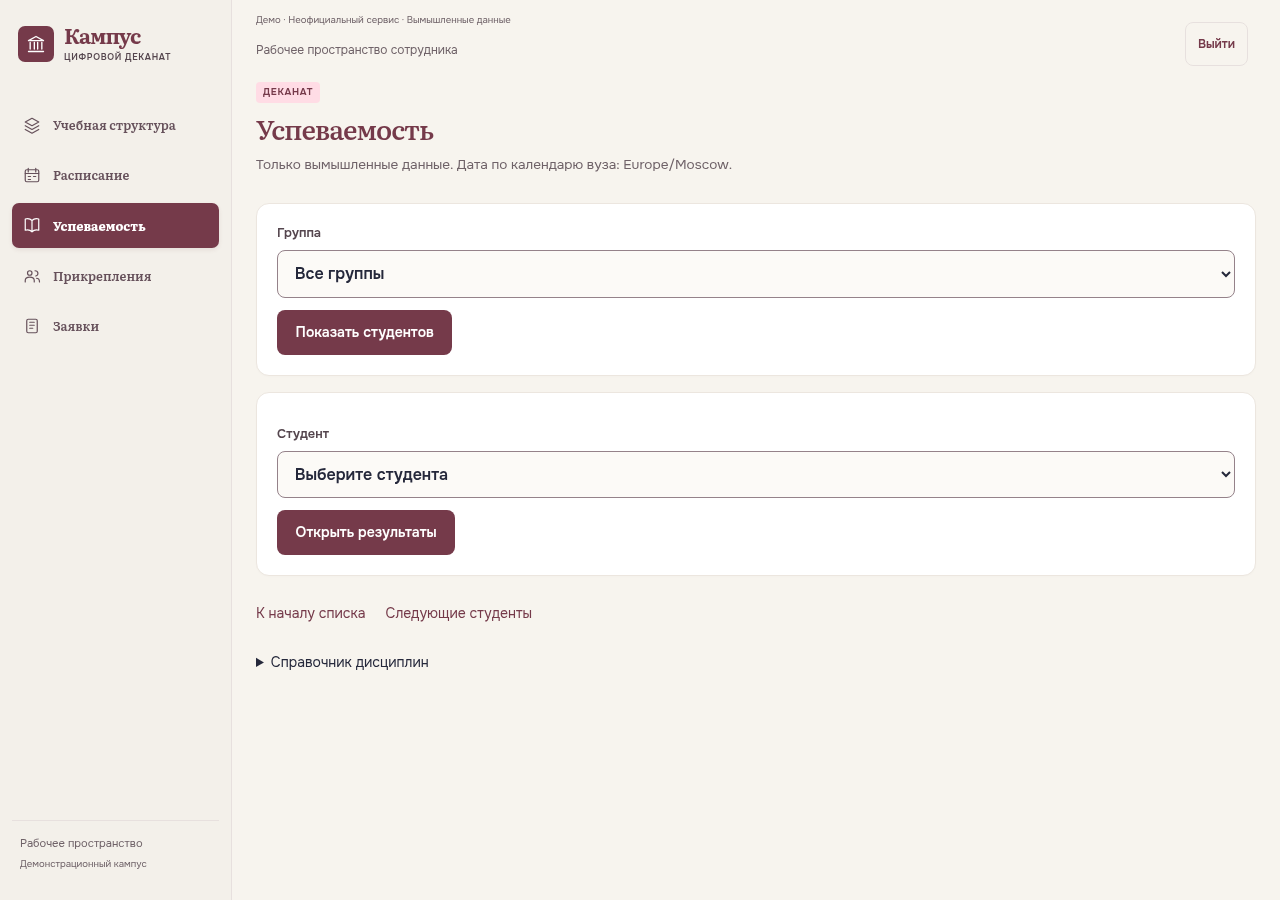 Кампус
ЦИФРОВОЙ ДЕКАНАТ
Учебная структура
Расписание
Успеваемость
Прикрепления
Заявки
Рабочее пространство
Демонстрационный кампус
Демо · Неофициальный сервис · Вымышленные данные
Рабочее пространство сотрудника
Выйти
ДЕКАНАТ
Успеваемость
Только вымышленные данные. Дата по календарю вуза: Europe/Moscow.
Группа
Все группы
Показать студентов
Студент
Выберите студента
Открыть результаты
К началу списка Следующие студенты
Справочник дисциплин